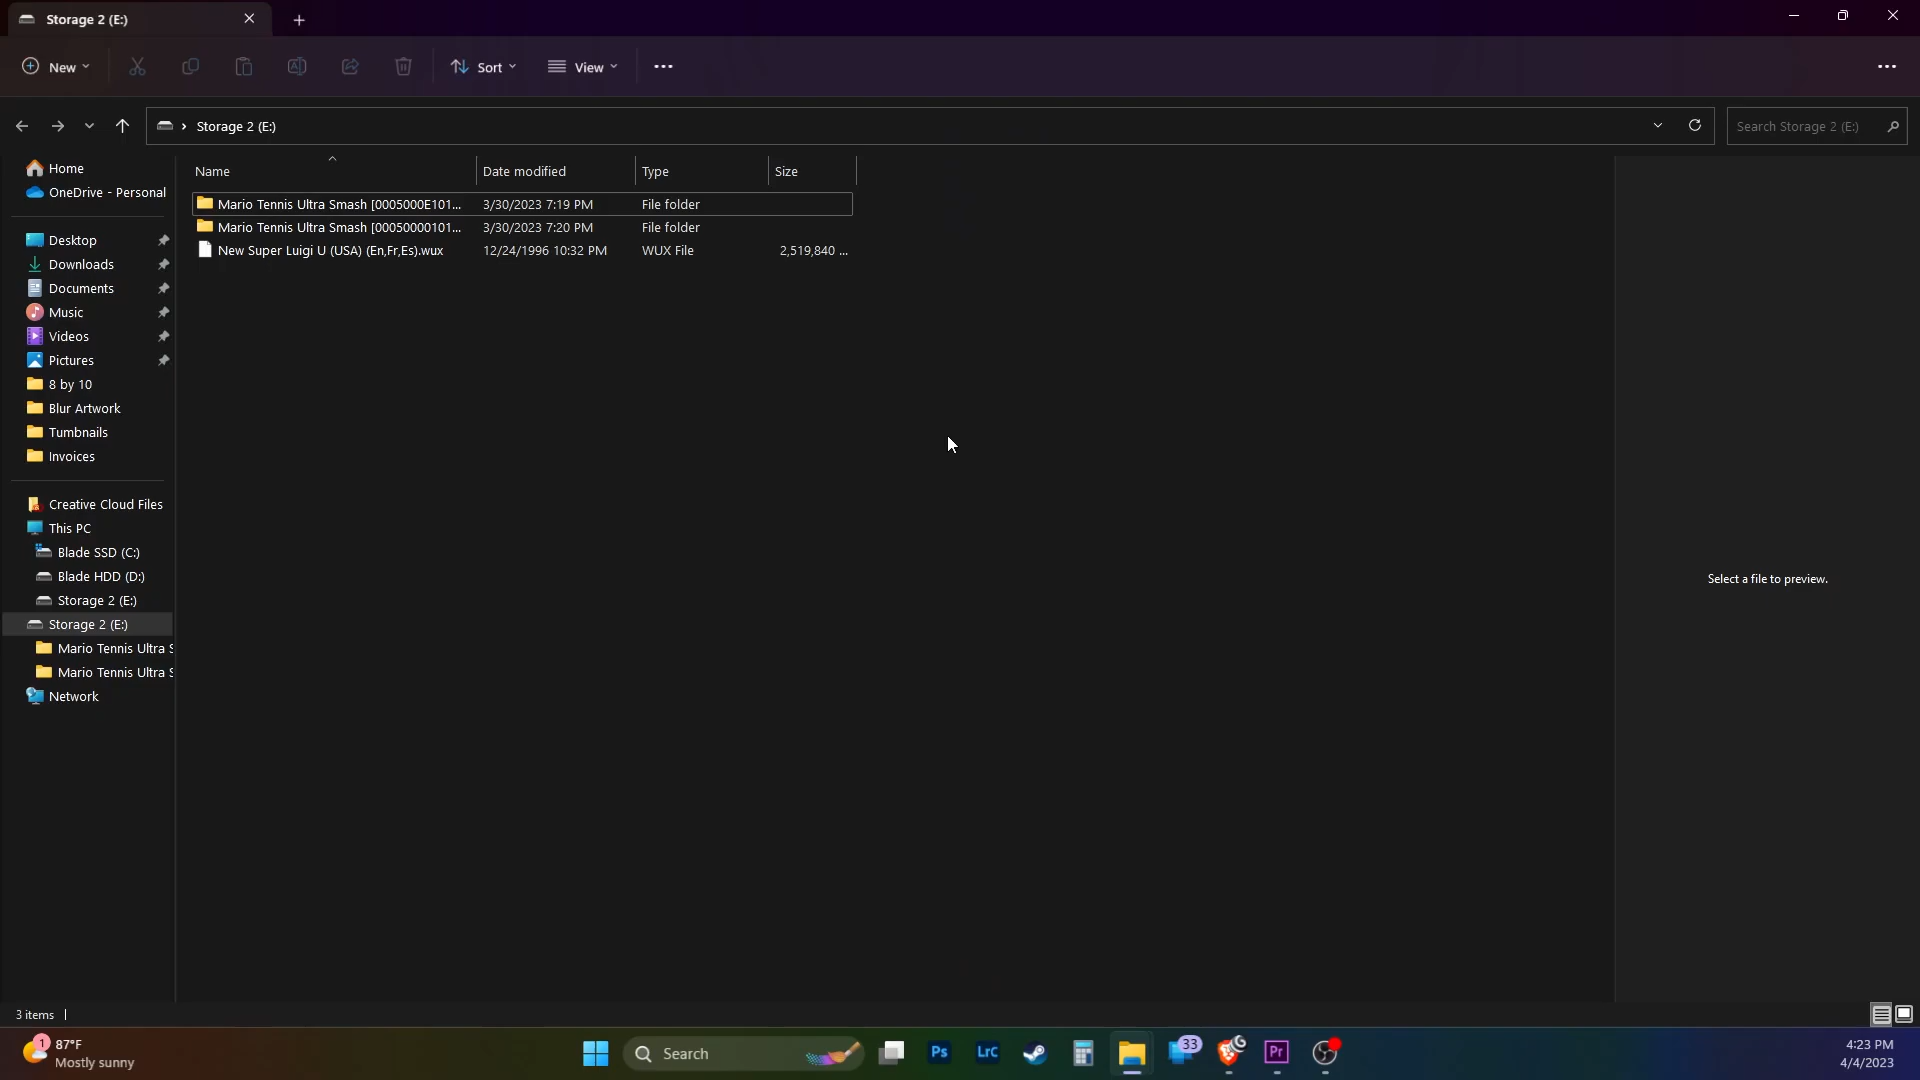 Storage 2 (E:)
New
Sort
View
Storage 2 (E:)
Search Storage 2 (E:)
Name
Date modified
Type
Size
Mario Tennis Ultra Smash [0005000E101... 3/30/2023 7:19 PM File folder
Mario Tennis Ultra Smash [00050000101... 3/30/2023 7:20 PM File folder
New Super Luigi U (USA) (En,Fr,Es).wux 12/24/1996 10:32 PM WUX File 2,519,840 ...
Home
OneDrive - Personal
Desktop
Downloads
Documents
Music
Videos
Pictures
8 by 10
Blur Artwork
Tumbnails
Invoices
Creative Cloud Files
This PC
Blade SSD (C:)
Blade HDD (D:)
Storage 2 (E:)
Storage 2 (E:)
Mario Tennis Ultra S
Mario Tennis Ultra S
Network
Select a file to preview.
3 items
1
87°F
Mostly sunny
Search
Ps
LrC
33
Pr
4:23 PM
4/4/2023